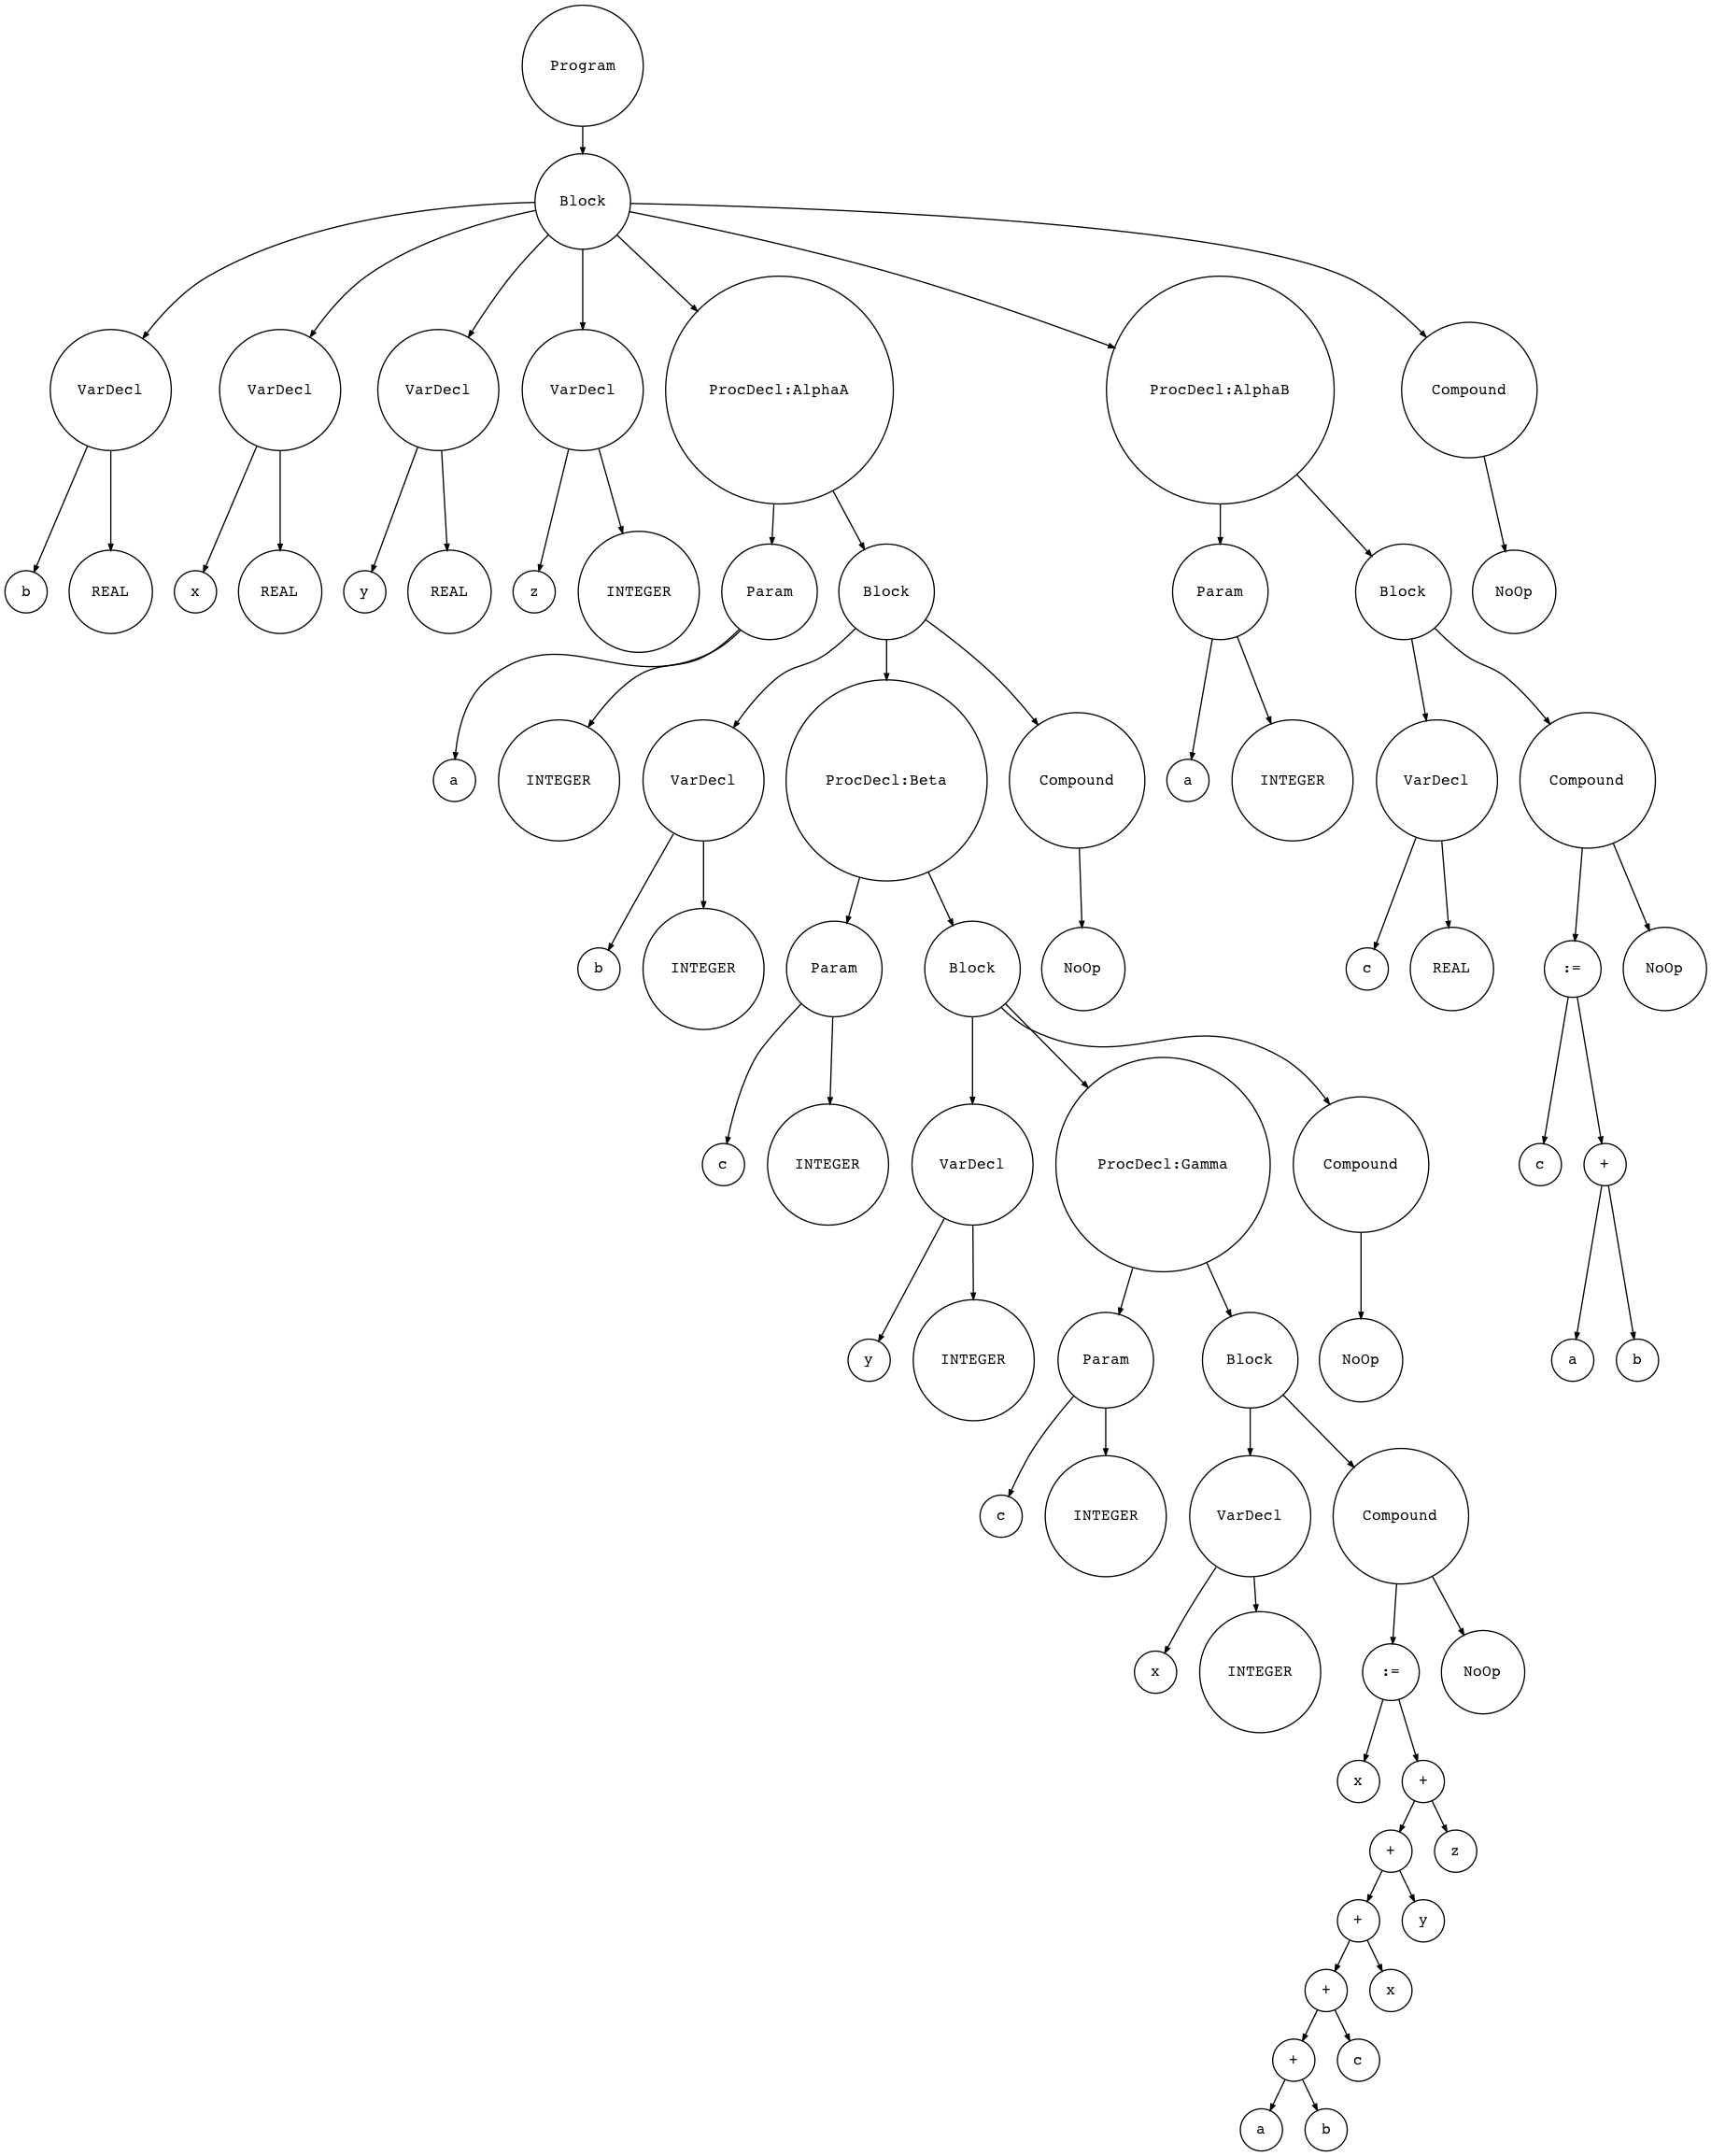 Program
Block
VarDecl
VarDecl
VarDecl
VarDecl
ProcDecl:AlphaA
ProcDecl:AlphaB
Compound
b
REAL
x
REAL
y
REAL
z
INTEGER
Param
Block
Param
Block
NoOp
a
INTEGER
VarDecl
ProcDecl:Beta
Compound
a
INTEGER
VarDecl
Compound
b
INTEGER
Param
Block
NoOp
c
REAL
:=
NoOp
c
INTEGER
VarDecl
ProcDecl:Gamma
Compound
c
+
y
INTEGER
Param
Block
NoOp
a
b
c
INTEGER
VarDecl
Compound
x
INTEGER
:=
NoOp
x
+
+
z
+
y
+
x
+
c
a
b